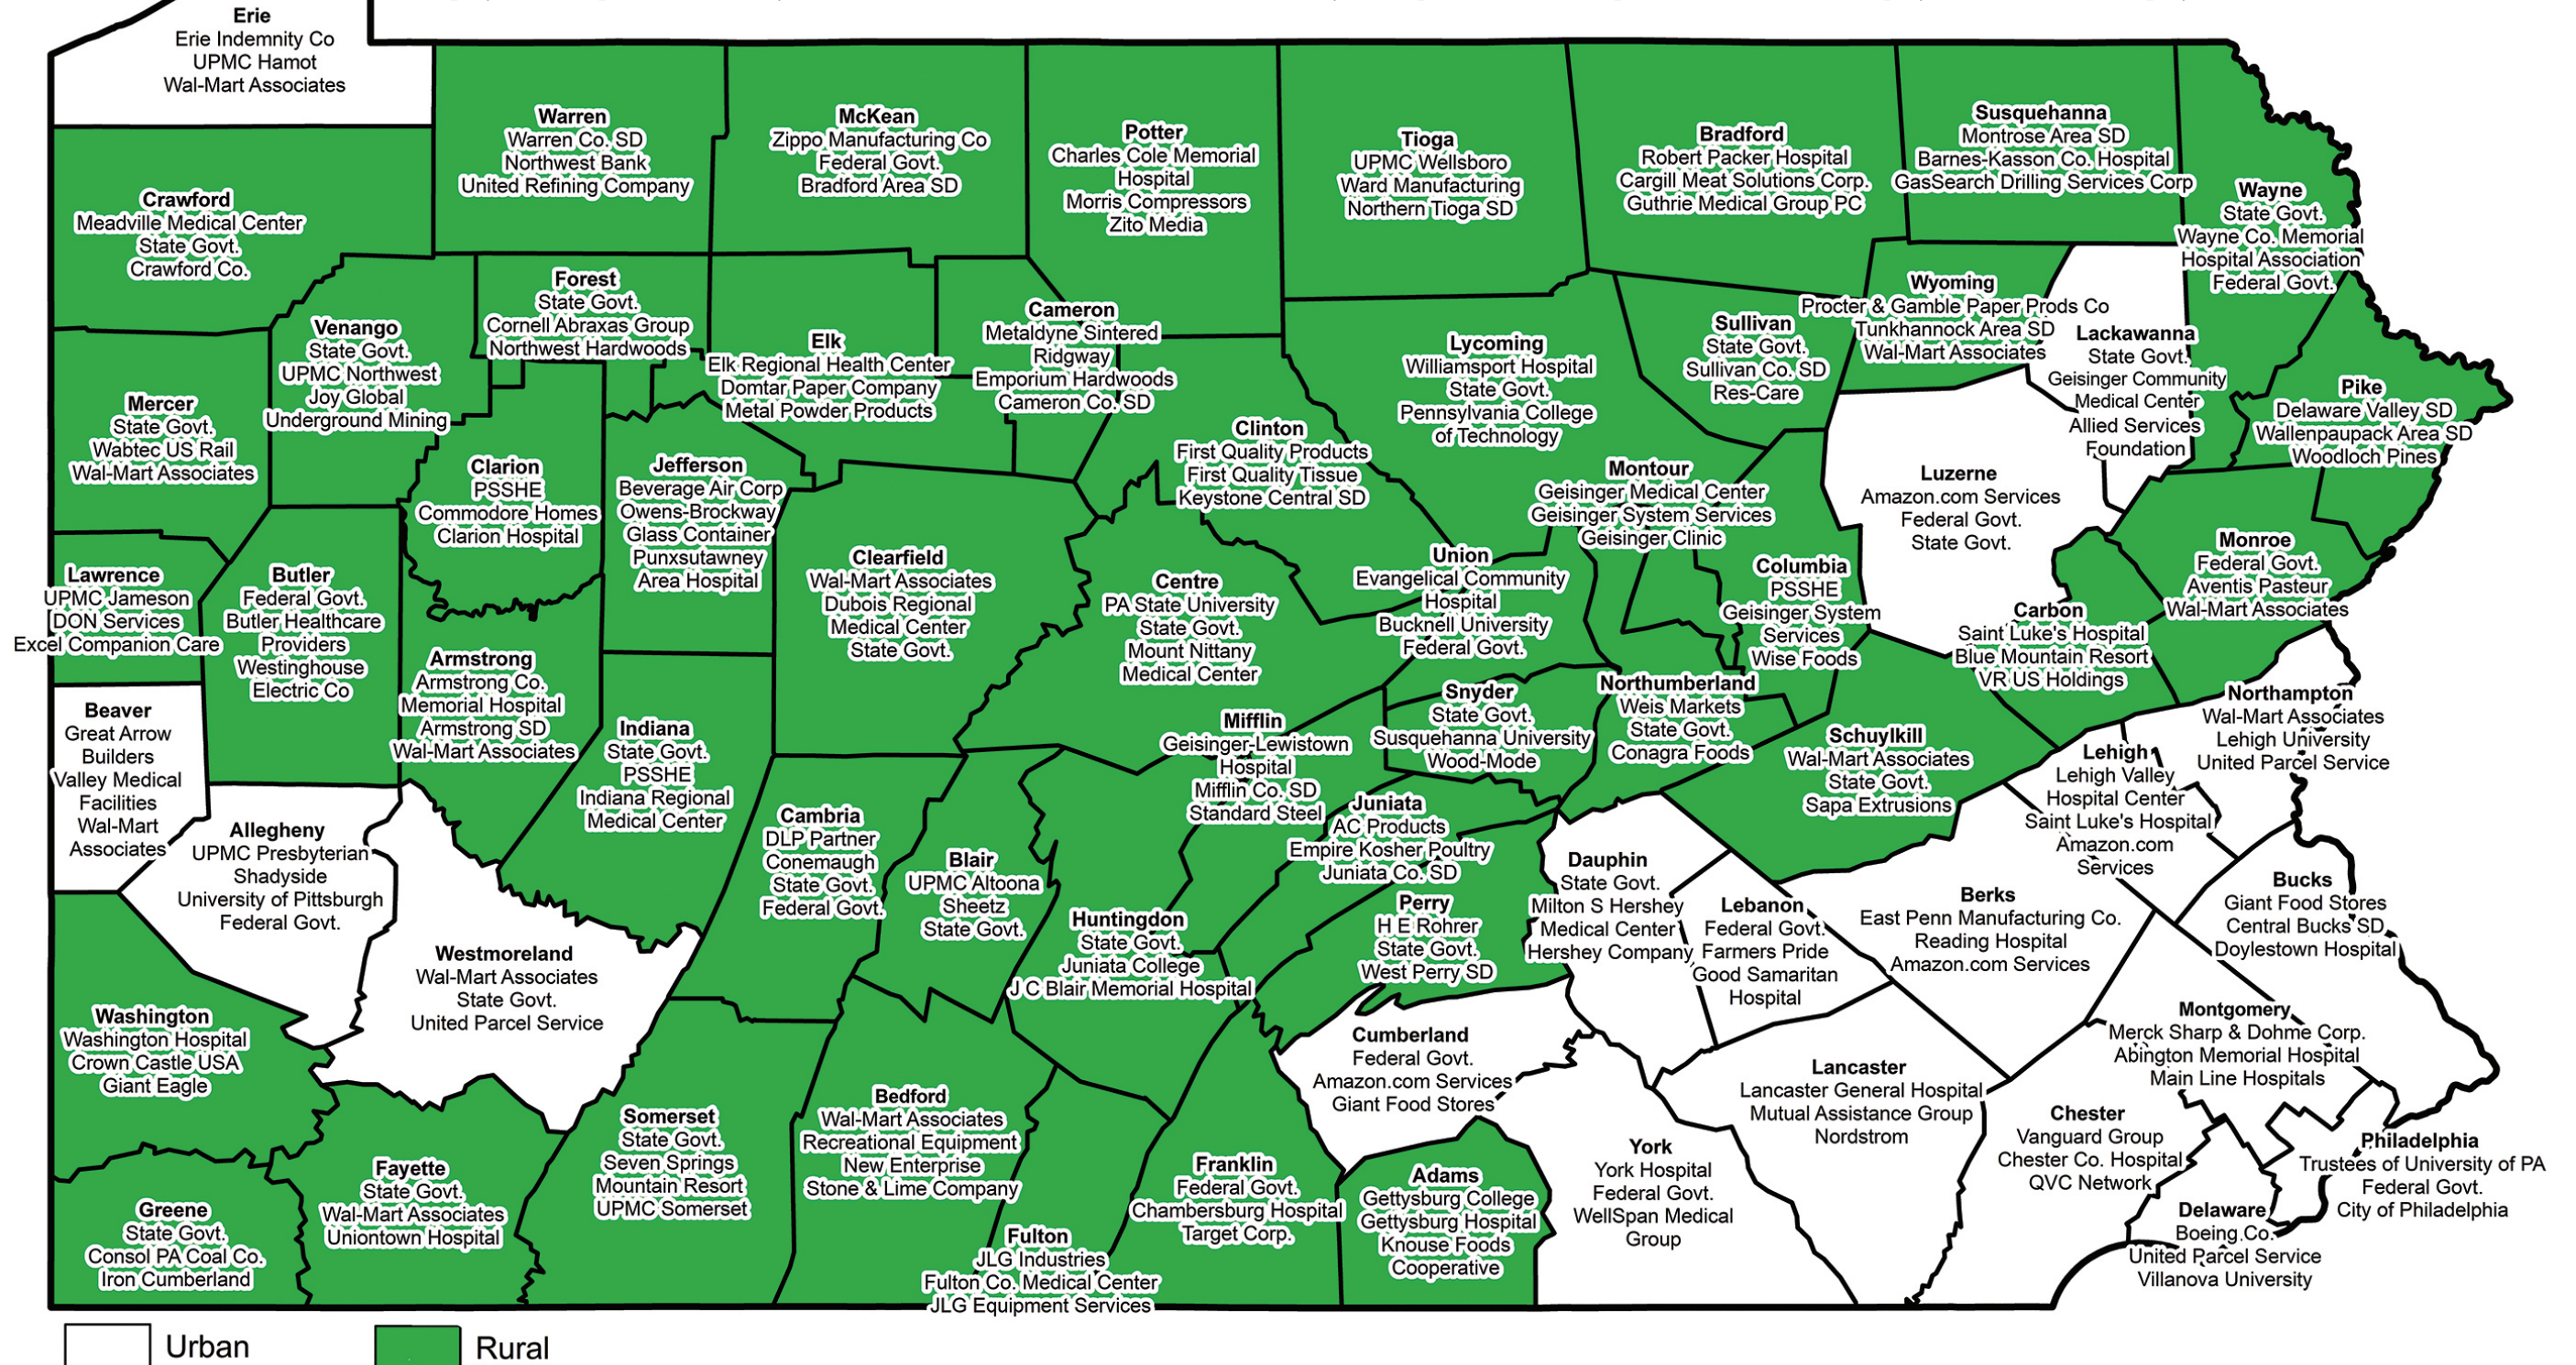 Erie
Erie Indemnity Co
UPMC Hamot
Wal-Mart Associates
Warren
Warren Co. SD
Northwest Bank
United Refining Company
McKean
Zippo Manufacturing Co
Federal Govt.
Bradford Area SD
Potter
Charles Cole Memorial
Hospital
Morris Compressors
Zito Media
Tioga
UPMC Wellsboro
Ward Manufacturing
Northern Tioga SD
Bradford
Robert Packer Hospital
Cargill Meat Solutions Corp.
Guthrie Medical Group PC
Susquehanna
Montrose Area SD
Barnes-Kasson Co. Hospital
GasSearch Drilling Services Corp
Wayne
State Govt.
Wayne Co. Memorial
Hospital Association
Federal Govt.
Crawford
Meadville Medical Center
State Govt.
Crawford Co.
Venango
State Govt.
UPMC Northwest
Joy Global
Underground Mining
Forest
State Govt.
Cornell Abraxas Group
Northwest Hardwoods
Elk
Elk Regional Health Center
Domtar Paper Company
Metal Powder Products
Cameron
Metaldyne Sintered
Ridgway
Emporium Hardwoods
Cameron Co. SD
Lycoming
Williamsport Hospital
State Govt.
Pennsylvania College
of Technology
Sullivan
State Govt.
Sullivan Co. SD
Res-Care
Wyoming
Procter & Gamble Paper Prods Co
Tunkhannock Area SD
Wal-Mart Associates
Lackawanna
State Govt.
Geisinger Community
Medical Center
Allied Services
Foundation
Pike
Delaware Valley SD
Wallenpaupack Area SD
Woodloch Pines
Mercer
State Govt.
Wabtec US Rail
Wal-Mart Associates
Clarion
PSSHE
Commodore Homes
Clarion Hospital
Jefferson
Beverage Air Corp
Owens-Brockway
Glass Container
Punxsutawney
Area Hospital
Clinton
First Quality Products
First Quality Tissue
Keystone Central SD
Montour
Geisinger Medical Center
Geisinger System Services
Geisinger Clinic
Luzerne
Amazon.com Services
Federal Govt.
State Govt.
Lawrence
UPMC Jameson
DON Services
Excel Companion Care
Butler
Federal Govt.
Butler Healthcare
Providers
Westinghouse
Electric Co
Armstrong
Armstrong Co.
Memorial Hospital
Armstrong SD
Wal-Mart Associates
Clearfield
Wal-Mart Associates
Dubois Regional
Medical Center
State Govt.
Centre
PA State University
State Govt.
Mount Nittany
Medical Center
Union
Evangelical Community
Hospital
Bucknell University
Federal Govt.
Columbia
PSSHE
Geisinger System
Services
Wise Foods
Carbon
Saint Luke's Hospital
Blue Mountain Resort
VR US Holdings
Monroe
Federal Govt.
Aventis Pasteur
Wal-Mart Associates
Beaver
Great Arrow
Builders
Valley Medical
Facilities
Wal-Mart
Associates
Indiana
State Govt.
PSSHE
Indiana Regional
Medical Center
Mifflin
Geisinger-Lewistown
Hospital
Mifflin Co. SD
Standard Steel
Snyder
State Govt.
Susquehanna University
Wood-Mode
Northumberland
Weis Markets
State Govt.
Conagra Foods
Schuylkill
Wal-Mart Associates
State Govt.
Sapa Extrusions
Lehigh
Lehigh Valley
Hospital Center
Saint Luke's Hospital
Amazon.com
Services
Northampton
Wal-Mart Associates
Lehigh University
United Parcel Service
Allegheny
UPMC Presbyterian
Shadyside
University of Pittsburgh
Federal Govt.
Westmoreland
Wal-Mart Associates
State Govt.
United Parcel Service
Cambria
DLP Partner
Conemaugh
State Govt.
Federal Govt.
Blair
UPMC Altoona
Sheetz
State Govt.
Huntingdon
State Govt.
Juniata College
J C Blair Memorial Hospital
Juniata
AC Products
Empire Kosher Poultry
Juniata Co. SD
Perry
H E Rohrer
State Govt.
West Perry SD
Dauphin
State Govt.
Milton S Hershey
Medical Center
Hershey Company
Lebanon
Federal Govt.
Farmers Pride
Good Samaritan
Hospital
Berks
East Penn Manufacturing Co.
Reading Hospital
Amazon.com Services
Bucks
Giant Food Stores
Central Bucks SD
Doylestown Hospital
Washington
Washington Hospital
Crown Castle USA
Giant Eagle
Cumberland
Federal Govt.
Amazon.com Services
Giant Food Stores
Lancaster
Lancaster General Hospital
Mutual Assistance Group
Nordstrom
Montgomery
Merck Sharp & Dohme Corp.
Abington Memorial Hospital
Main Line Hospitals
Greene
State Govt.
Consol PA Coal Co.
Iron Cumberland
Fayette
State Govt.
Wal-Mart Associates
Uniontown Hospital
Somerset
State Govt.
Seven Springs
Mountain Resort
UPMC Somerset
Bedford
Wal-Mart Associates
Recreational Equipment
New Enterprise
Stone & Lime Company
Fulton
JLG Industries
Fulton Co. Medical Center
JLG Equipment Services
Franklin
Federal Govt.
Chambersburg Hospital
Target Corp.
Adams
Gettysburg College
Gettysburg Hospital
Knouse Foods
Cooperative
York
York Hospital
Federal Govt.
WellSpan Medical
Group
Chester
Vanguard Group
Chester Co. Hospital
QVC Network
Delaware
Boeing Co.
United Parcel Service
Villanova University
Philadelphia
Trustees of University of PA
Federal Govt.
City of Philadelphia
Urban
Rural